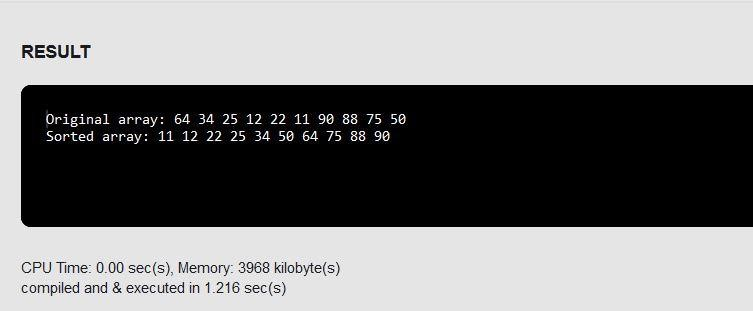 RESULT
Original array: 64 34 25 12 22 11 90 88 75 50
Sorted array: 11 12 22 25 34 50 64 75 88 90
CPU Time: 0.00 sec(s), Memory: 3968 kilobyte(s)
compiled and & executed in 1.216 sec(s)